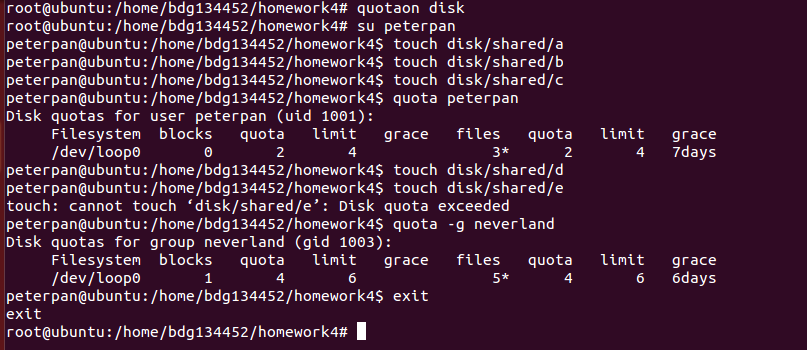 root@ubuntu:/home/bdg134452/homework4# quotaon disk
root@ubuntu:/home/bdg134452/homework4# su peterpan
peterpan@ubuntu:/home/bdg134452/homework4$ touch disk/shared/a
peterpan@ubuntu:/home/bdg134452/homework4$ touch disk/shared/b
peterpan@ubuntu:/home/bdg134452/homework4$ touch disk/shared/c
peterpan@ubuntu:/home/bdg134452/homework4$ quota peterpan
Disk quotas for user peterpan (uid 1001):
     Filesystem  blocks   quota   limit   grace   files   quota   limit   grace
     /dev/loop0       0       2       4              3*       2       4   7days
peterpan@ubuntu:/home/bdg134452/homework4$ touch disk/shared/d
peterpan@ubuntu:/home/bdg134452/homework4$ touch disk/shared/e
touch: cannot touch ‘disk/shared/e’: Disk quota exceeded
peterpan@ubuntu:/home/bdg134452/homework4$ quota -g neverland
Disk quotas for group neverland (gid 1003):
     Filesystem  blocks   quota   limit   grace   files   quota   limit   grace
     /dev/loop0       1       4       6              5*       4       6   6days
peterpan@ubuntu:/home/bdg134452/homework4$ exit
exit
root@ubuntu:/home/bdg134452/homework4#